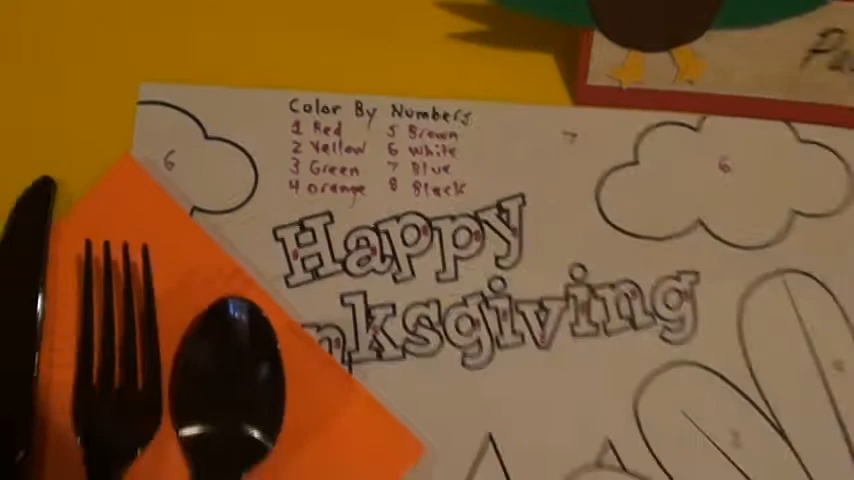 Color By Numbers
1 Red 5 Brown
2 Yellow 6 White
3 Green 7 Blue
4 orange 8 Black
6
7
6
Happy
nksgiving